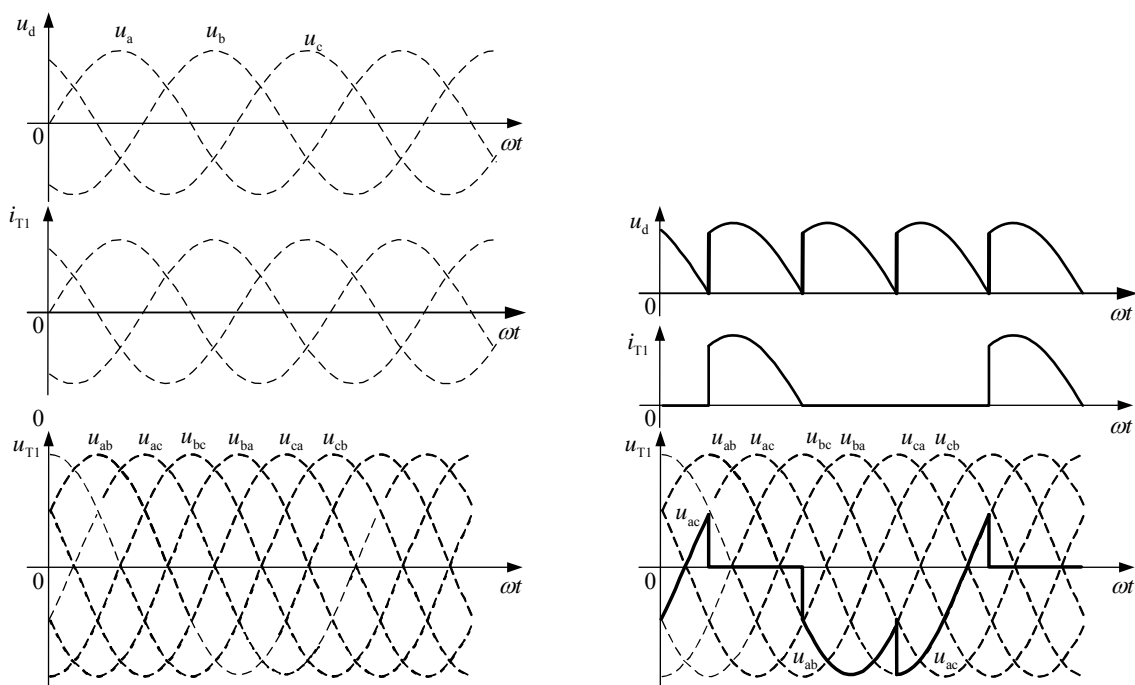 u_d
u_a u_b u_c
0
ωt
i_T1
0
ωt
0
u_T1
u_ab u_ac u_bc u_ba u_ca u_cb
0
ωt
u_d
0
ωt
i_T1
0
ωt
u_T1
u_ab u_ac u_bc u_ba u_ca u_cb
u_ac
0
ωt
u_ab u_ac